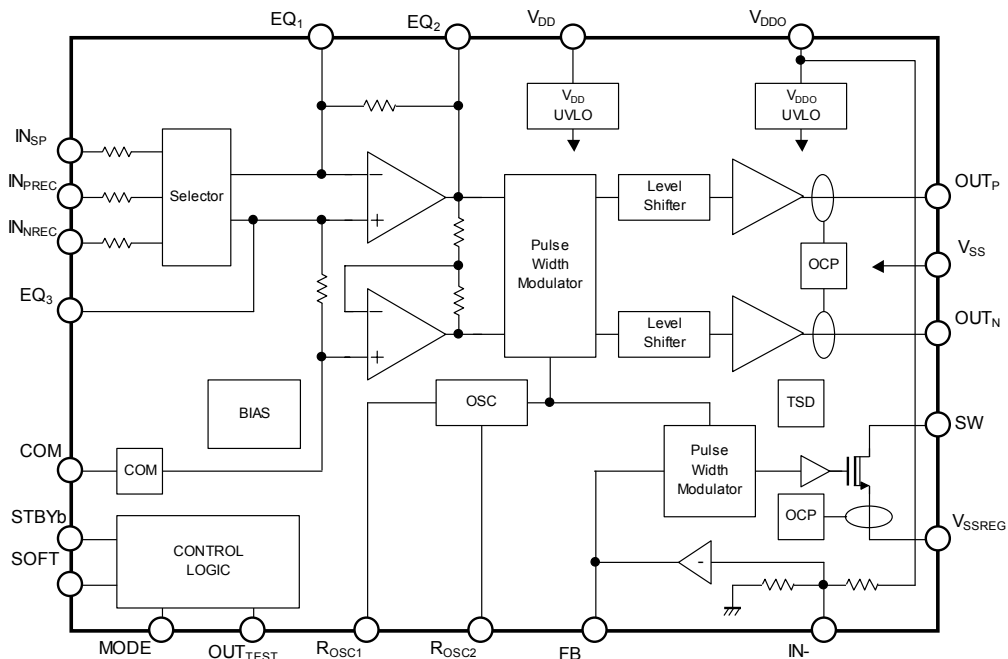 EQ1
EQ2
VDD
VDDO
VDD
UVLO
VDDO
UVLO
INSP
INPREC
INNREC
EQ3
Selector
−
+
−
+
Pulse
Width
Modulator
Level
Shifter
Level
Shifter
OCP
OUTP
VSS
OUTN
BIAS
OSC
TSD
SW
COM
COM
Pulse
Width
Modulator
OCP
VSSREG
STBYb
SOFT
CONTROL
LOGIC
-
MODE
OUTTEST
ROSC1
ROSC2
FB
IN-